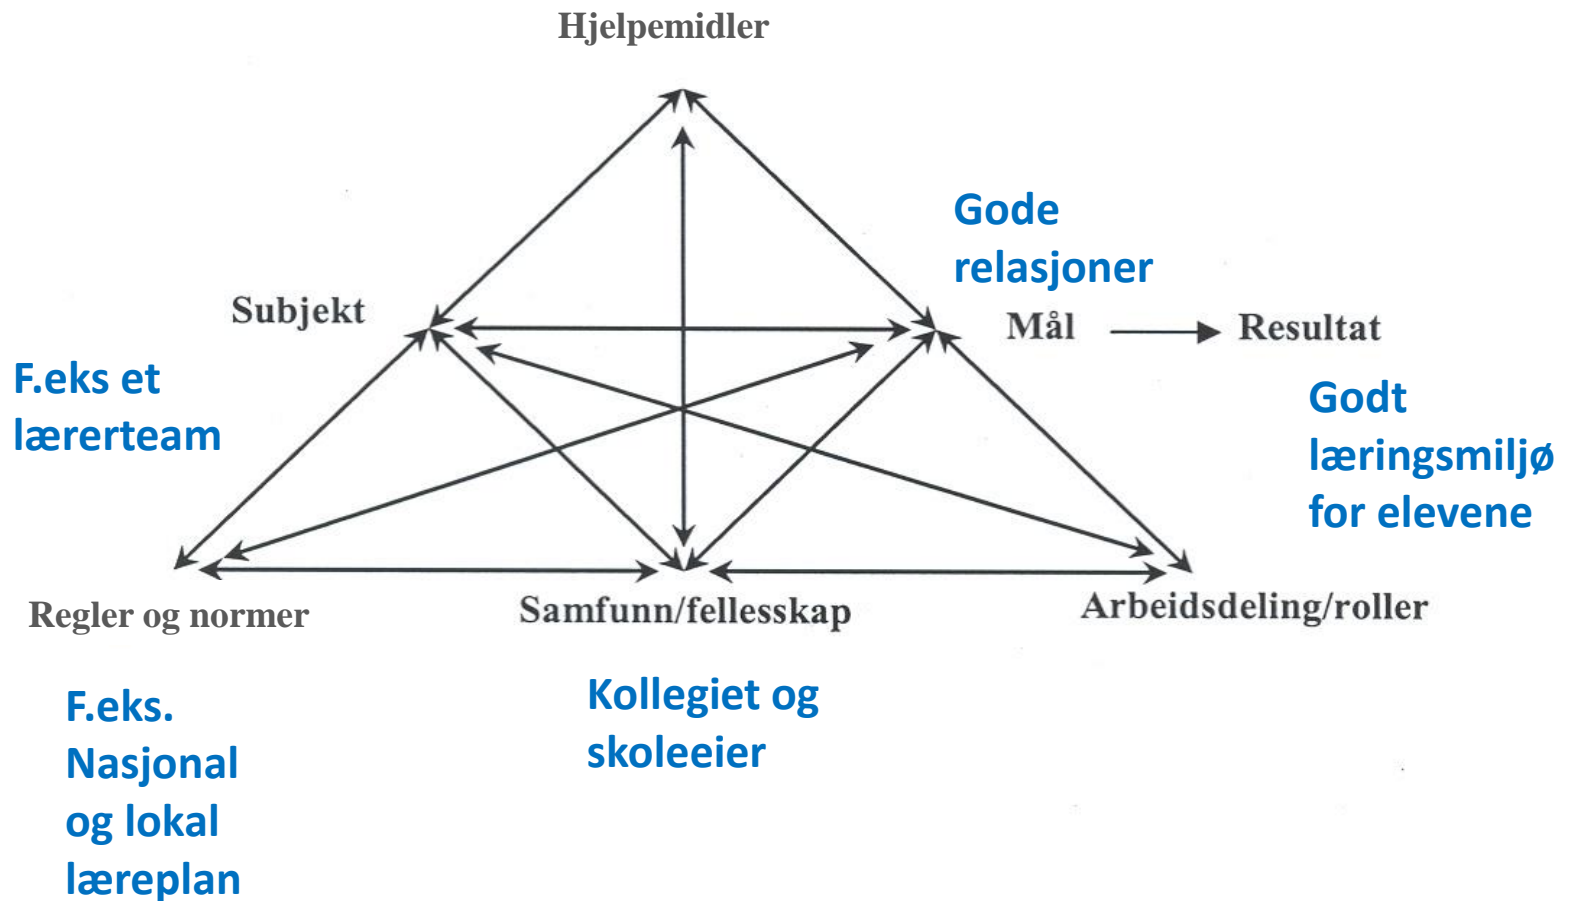 Hjelpemidler
Gode
relasjoner
Subjekt
Mål
Resultat
F.eks et
lærerteam
Godt
læringsmiljø
for elevene
Regler og normer
Samfunn/fellesskap
Arbeidsdeling/roller
F.eks.
Nasjonal
og lokal
læreplan
Kollegiet og
skoleeier